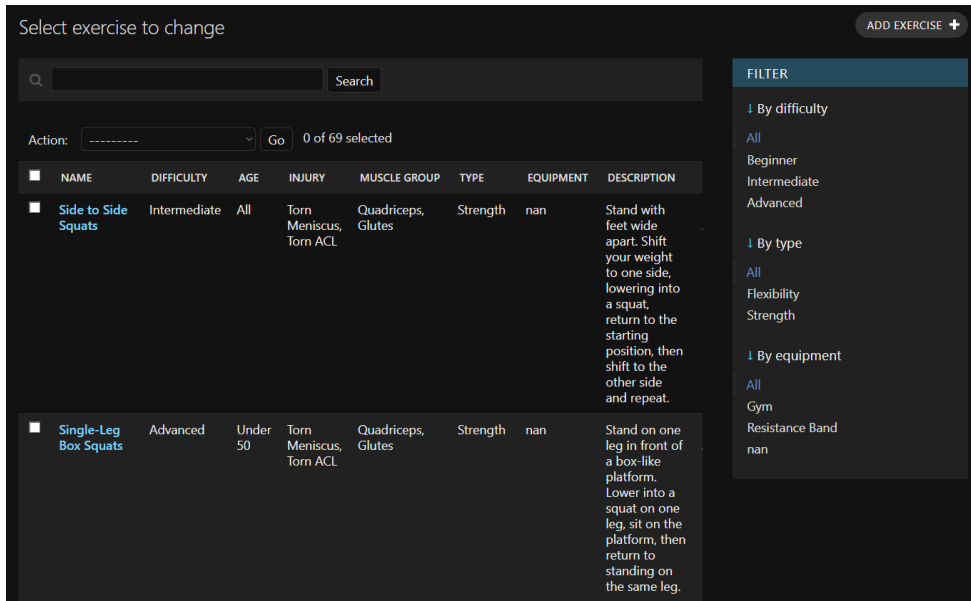 Select exercise to change
ADD EXERCISE +
Search
Action: --------- Go 0 of 69 selected
NAME DIFFICULTY AGE INJURY MUSCLE GROUP TYPE EQUIPMENT DESCRIPTION
Side to Side
Squats
Intermediate
All
Torn
Meniscus,
Torn ACL
Quadriceps,
Glutes
Strength
nan
Stand with
feet wide
apart. Shift
your weight
to one side,
lowering into
a squat,
return to the
starting
position, then
shift to the
other side
and repeat.
Single-Leg
Box Squats
Advanced
Under
50
Torn
Meniscus,
Torn ACL
Quadriceps,
Glutes
Strength
nan
Stand on one
leg in front of
a box-like
platform.
Lower into a
squat on one
leg, sit on the
platform, then
return to
standing on
the same leg.
FILTER
↓ By difficulty
All
Beginner
Intermediate
Advanced
↓ By type
All
Flexibility
Strength
↓ By equipment
All
Gym
Resistance Band
nan